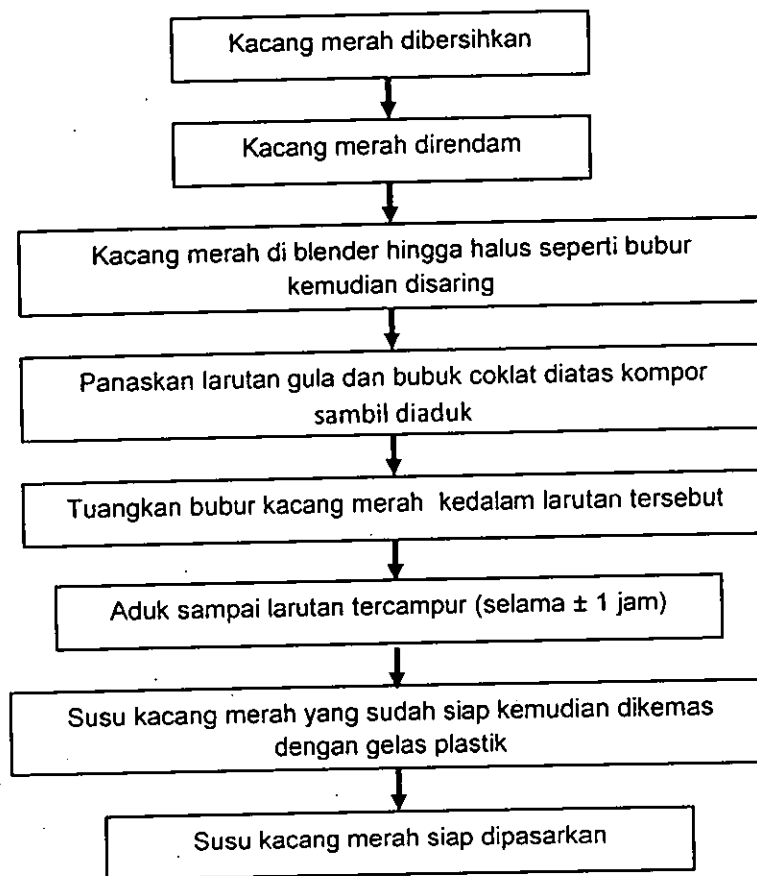 Kacang merah dibersihkan
Kacang merah direndam
Kacang merah di blender hingga halus seperti bubur
kemudian disaring
Panaskan larutan gula dan bubuk coklat diatas kompor
sambil diaduk
Tuangkan bubur kacang merah kedalam larutan tersebut
Aduk sampai larutan tercampur (selama ± 1 jam)
Susu kacang merah yang sudah siap kemudian dikemas
dengan gelas plastik
Susu kacang merah siap dipasarkan